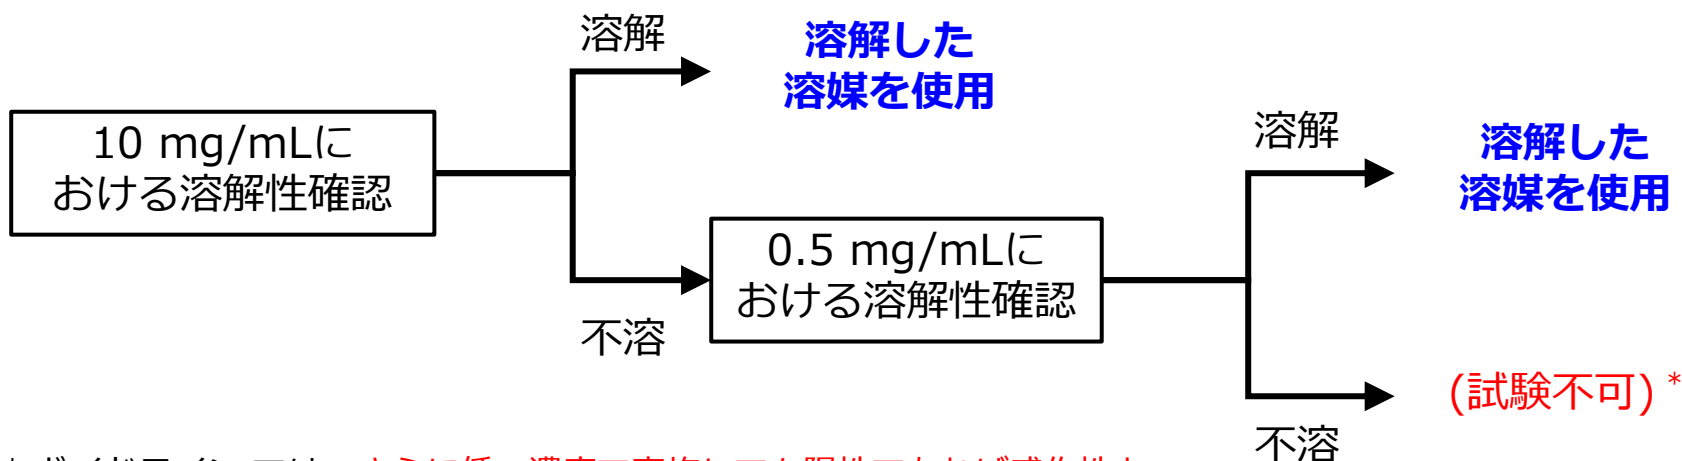 溶解
溶解した
溶媒を使用
10 mg/mLに
おける溶解性確認
溶解
溶解した
溶媒を使用
0.5 mg/mLに
おける溶解性確認
不溶
(試験不可)*
不溶